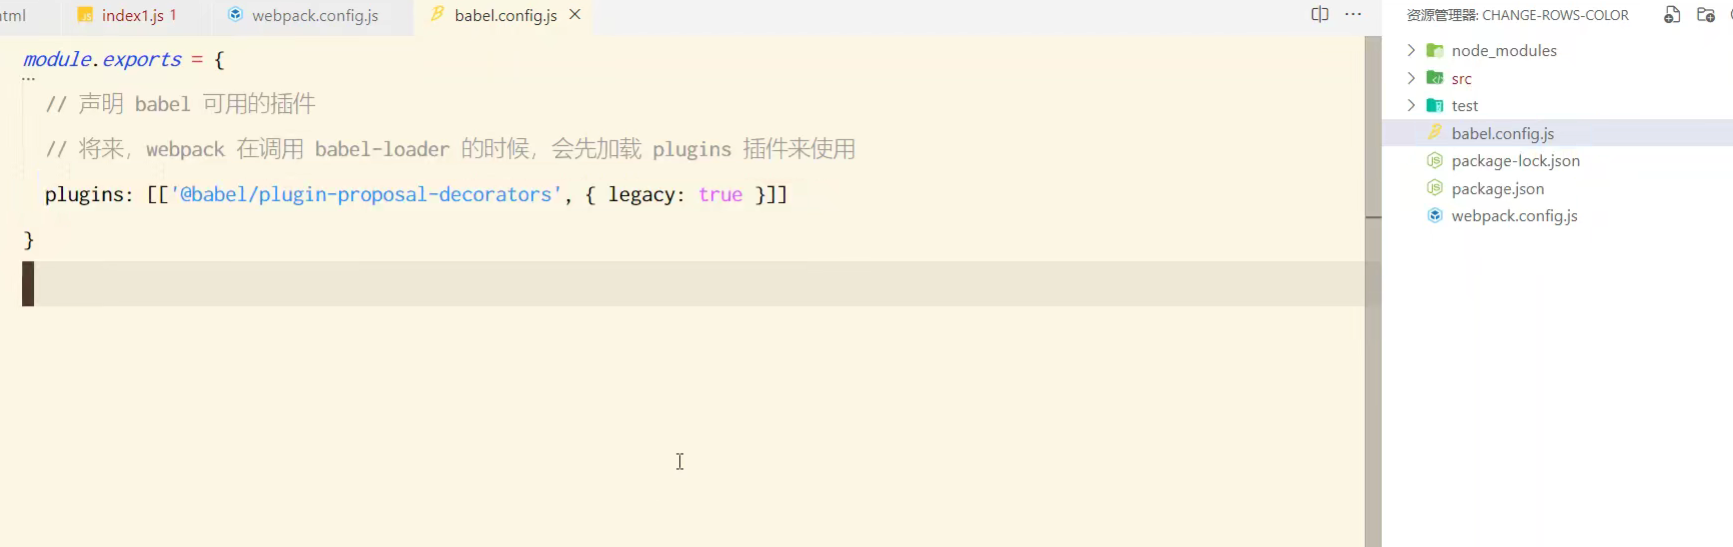 html
index1.js 1
webpack.config.js
babel.config.js
module.exports = {
// 声明 babel 可用的插件
// 将来，webpack 在调用 babel-loader 的时候，会先加载 plugins 插件来使用
plugins: [['@babel/plugin-proposal-decorators', { legacy: true }]]
}
资源管理器: CHANGE-ROWS-COLOR
node_modules
src
test
babel.config.js
package-lock.json
package.json
webpack.config.js